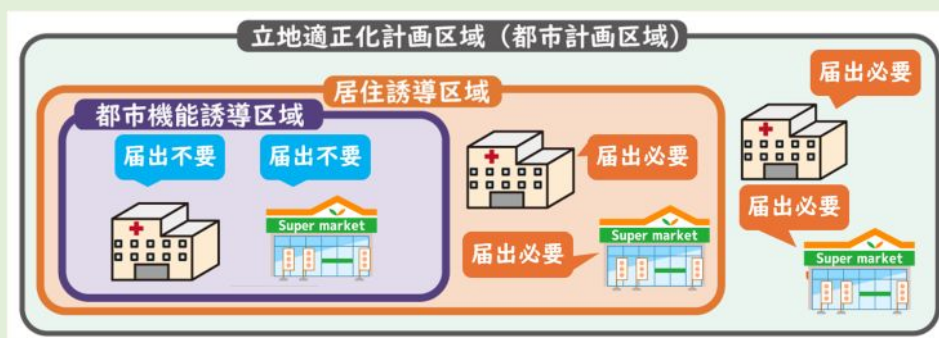 立地適正化計画区域（都市計画区域）
居住誘導区域
都市機能誘導区域
届出不要
届出不要
Super market
届出必要
届出必要
Super market
届出必要
届出必要
Super market